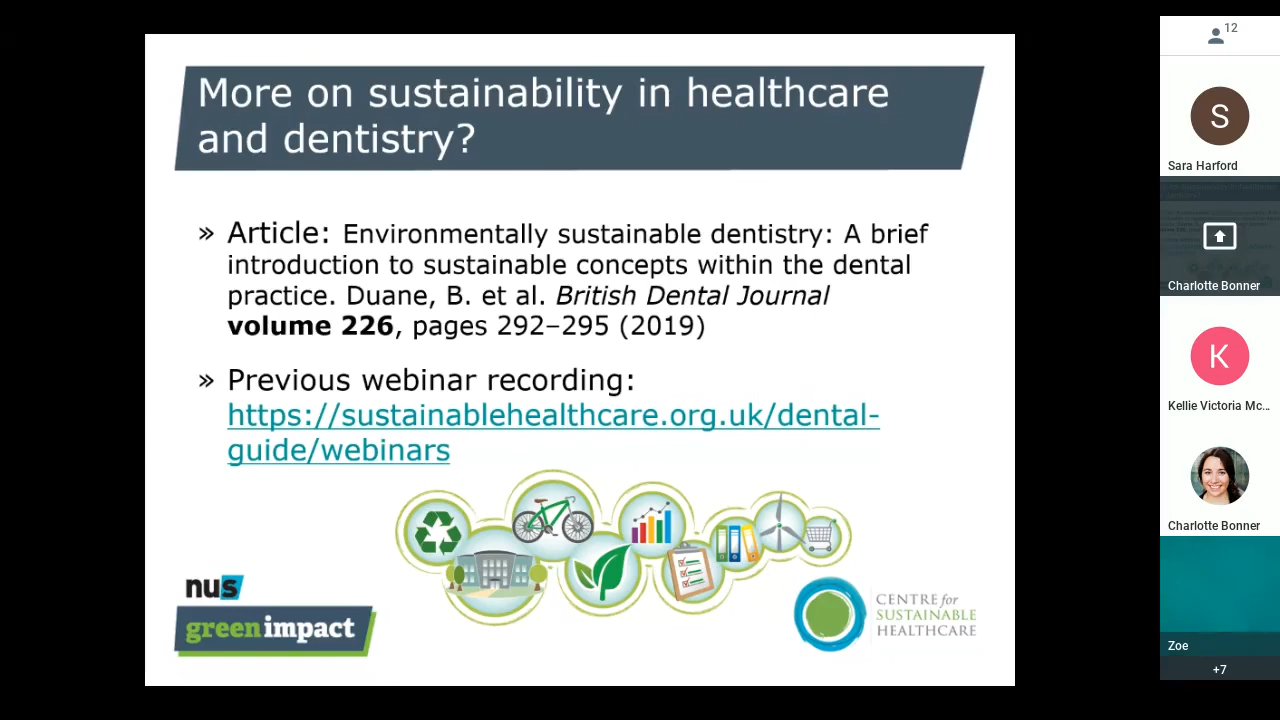 More on sustainability in healthcare
and dentistry?
» Article: Environmentally sustainable dentistry: A brief
introduction to sustainable concepts within the dental
practice. Duane, B. et al. British Dental Journal
volume 226, pages 292–295 (2019)
» Previous webinar recording:
https://sustainablehealthcare.org.uk/dental-
guide/webinars
nus
greenimpact
CENTRE for
SUSTAINABLE
HEALTHCARE
12
S
Sara Harford
Charlotte Bonner
K
Kellie Victoria Mc...
Charlotte Bonner
Zoe
+7